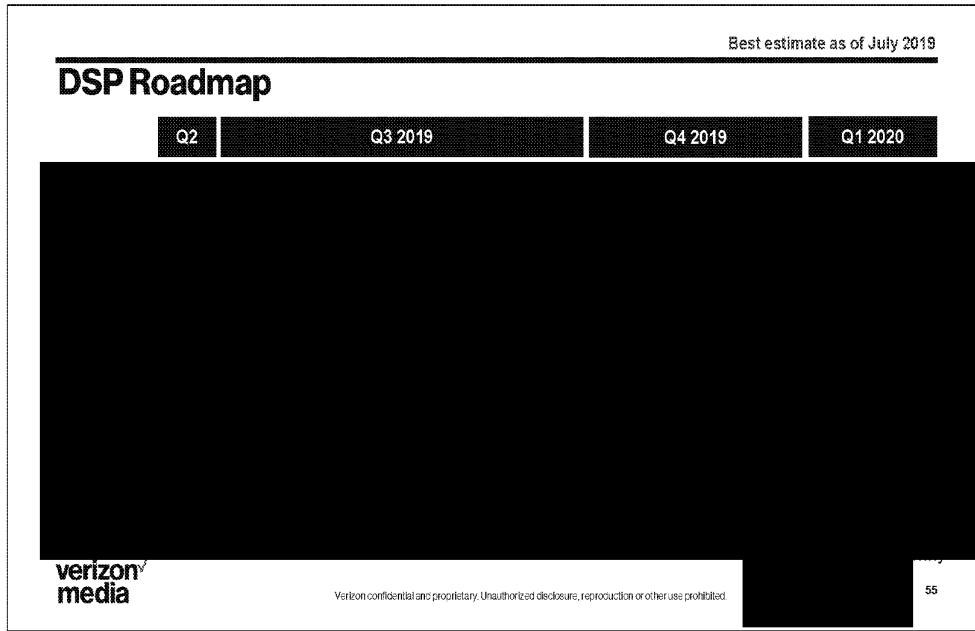 Best estimate as of July 2019
DSP Roadmap
Q2 Q3 2019 Q4 2019 Q1 2020
verizon✓
media
Verizon confidential and proprietary. Unauthorized disclosure, reproduction or other use prohibited.
55